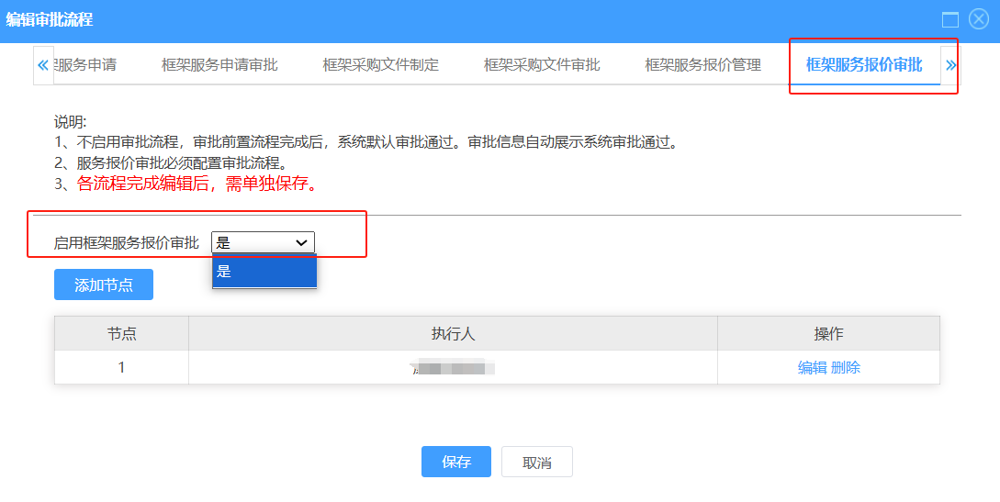 编辑审批流程
服务申请 框架服务申请审批 框架采购文件制定 框架采购文件审批 框架服务报价管理 框架服务报价审批
说明:
1、不启用审批流程，审批前置流程完成后，系统默认审批通过。审批信息自动展示系统审批通过。
2、服务报价审批必须配置审批流程。
3、各流程完成编辑后，需单独保存。
启用框架服务报价审批 是
是
添加节点
节点 执行人 操作
1 编辑 删除
保存 取消